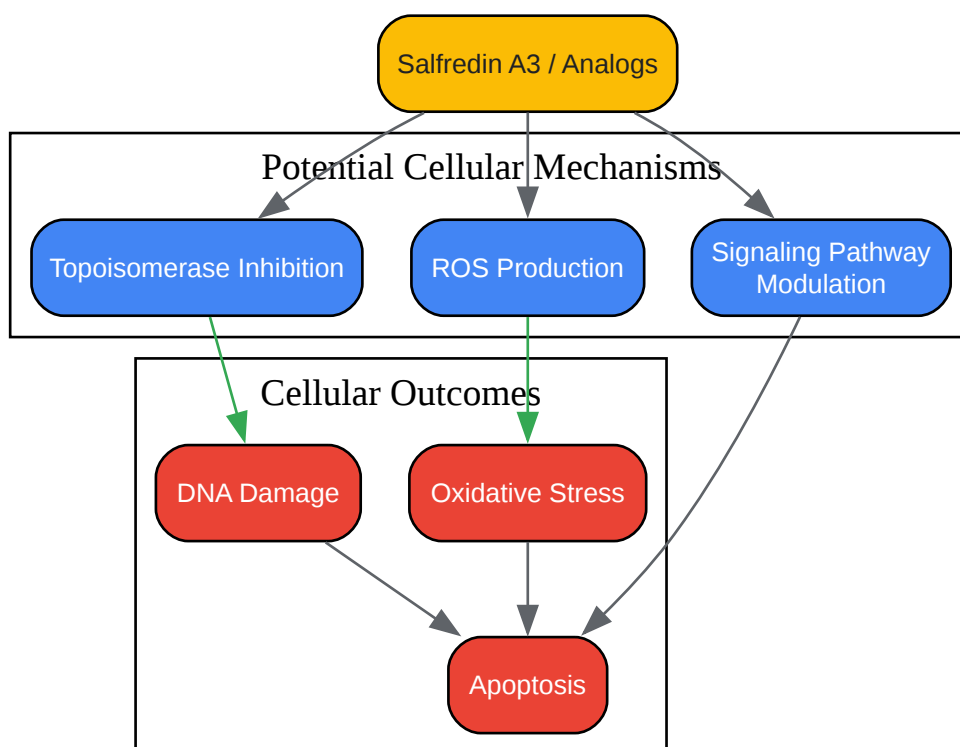 Salfredin A3 / Analogs
Potential Cellular Mechanisms
Topoisomerase Inhibition
ROS Production
Signaling Pathway
Modulation
Cellular Outcomes
DNA Damage
Oxidative Stress
Apoptosis